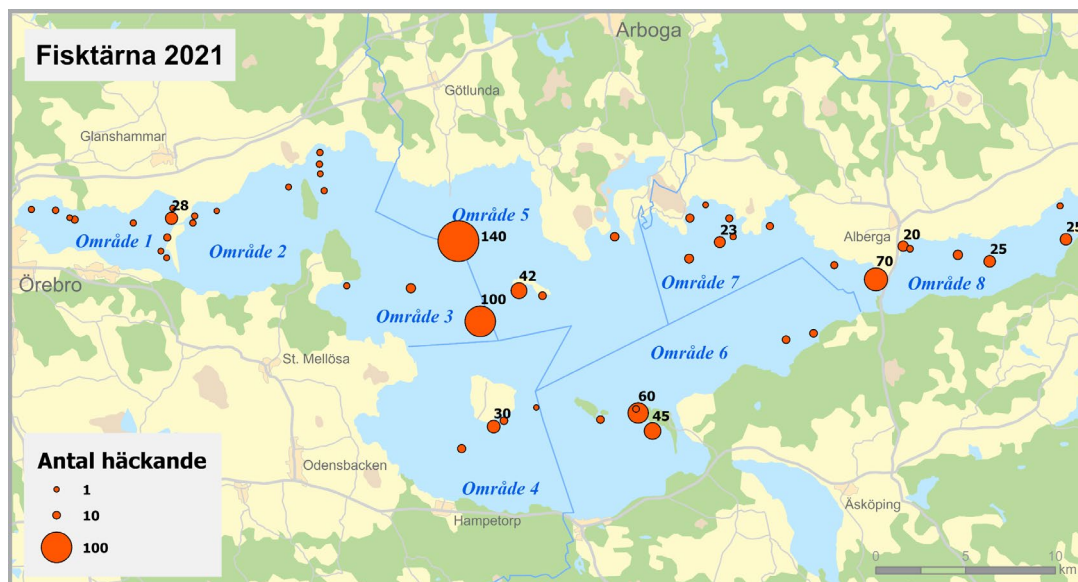 Fisktärna 2021
Arboga
Götlunda
Glanshammar
28
Område 1
Område 2
Område 5
140
23
Område 7
Alberga
20
25
25
70
Område 8
Örebro
42
100
Område 3
St. Mellösa
Område 6
60
45
30
Odensbacken
Område 4
Hampetorp
Äsköping
Antal häckande
1
10
100
0 5 10
km